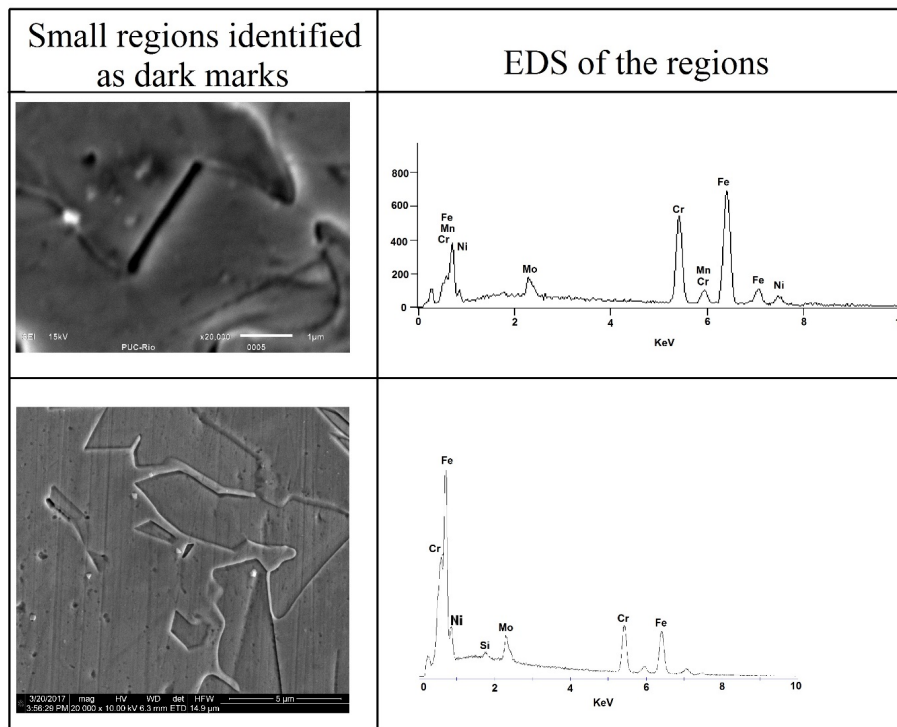 Small regions identified
as dark marks
EDS of the regions
15kV
x20,000
1μm
PUC-Rio
0005
800
600
400
200
0
Fe
Mn
Cr
Ni
Mo
Cr
Mn
Cr
Fe
Fe
Ni
0
2
4
6
8
KeV
3/20/2017 mag HV WD det HFW
3:56:29 PM 20 000 x 10.00 kV 6.3 mm ETD 14.9 μm
5 μm
Fe
Cr
Ni
Si
Mo
Cr
Fe
0
2
4
6
8
10
KeV